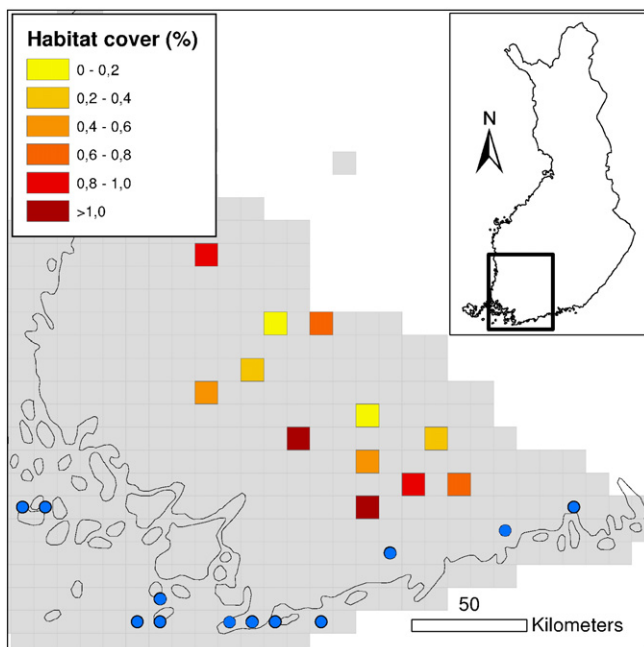 Habitat cover (%)
0 - 0,2
0,2 - 0,4
0,4 - 0,6
0,6 - 0,8
0,8 - 1,0
>1,0
N
50
Kilometers